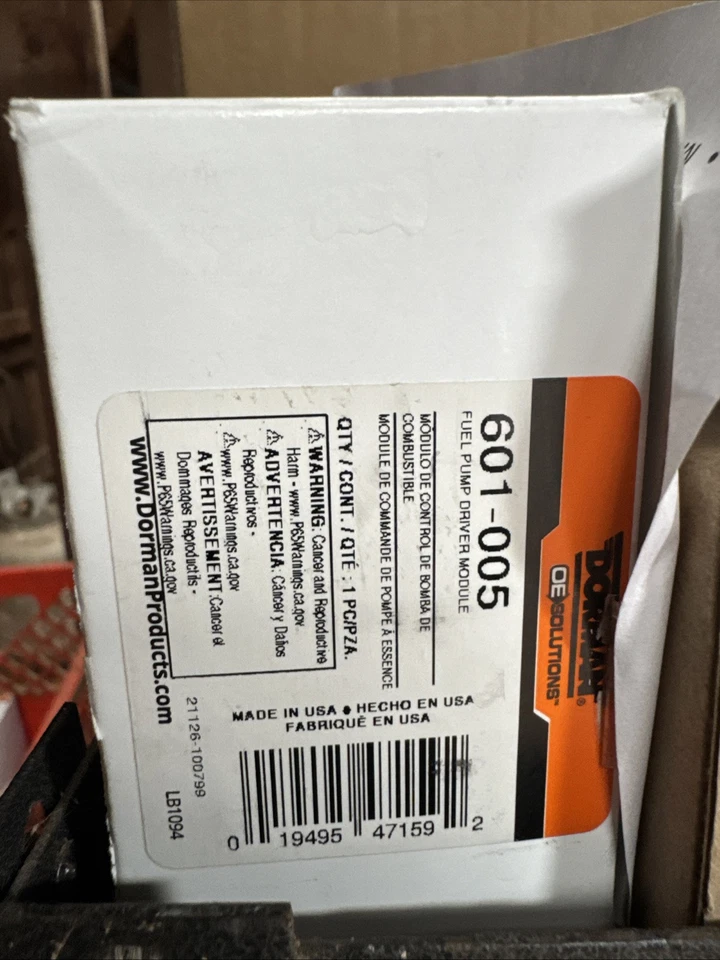 DORMAN®
OE SOLUTIONS™
601-005
FUEL PUMP DRIVER MODULE
MÓDULO DE CONTROL DE BOMBA DE
COMBUSTIBLE
MODULE DE COMMANDE DE POMPE À ESSENCE
QTY / CONT. / QTÉ : 1 PC/PZA.
⚠WARNING: Cancer and Reproductive
Harm - www.P65Warnings.ca.gov
⚠ADVERTENCIA: Cáncer y Daños
Reproductivos -
⚠www.P65Warnings.ca.gov
AVERTISSEMENT:Cancer et
Dommages Reproductifs -
www.P65Warnings.ca.gov
www.DormanProducts.com
MADE IN USA ● HECHO EN USA
FABRIQUÉ EN USA
0 19495 47159 2
21126-100799
LB1094